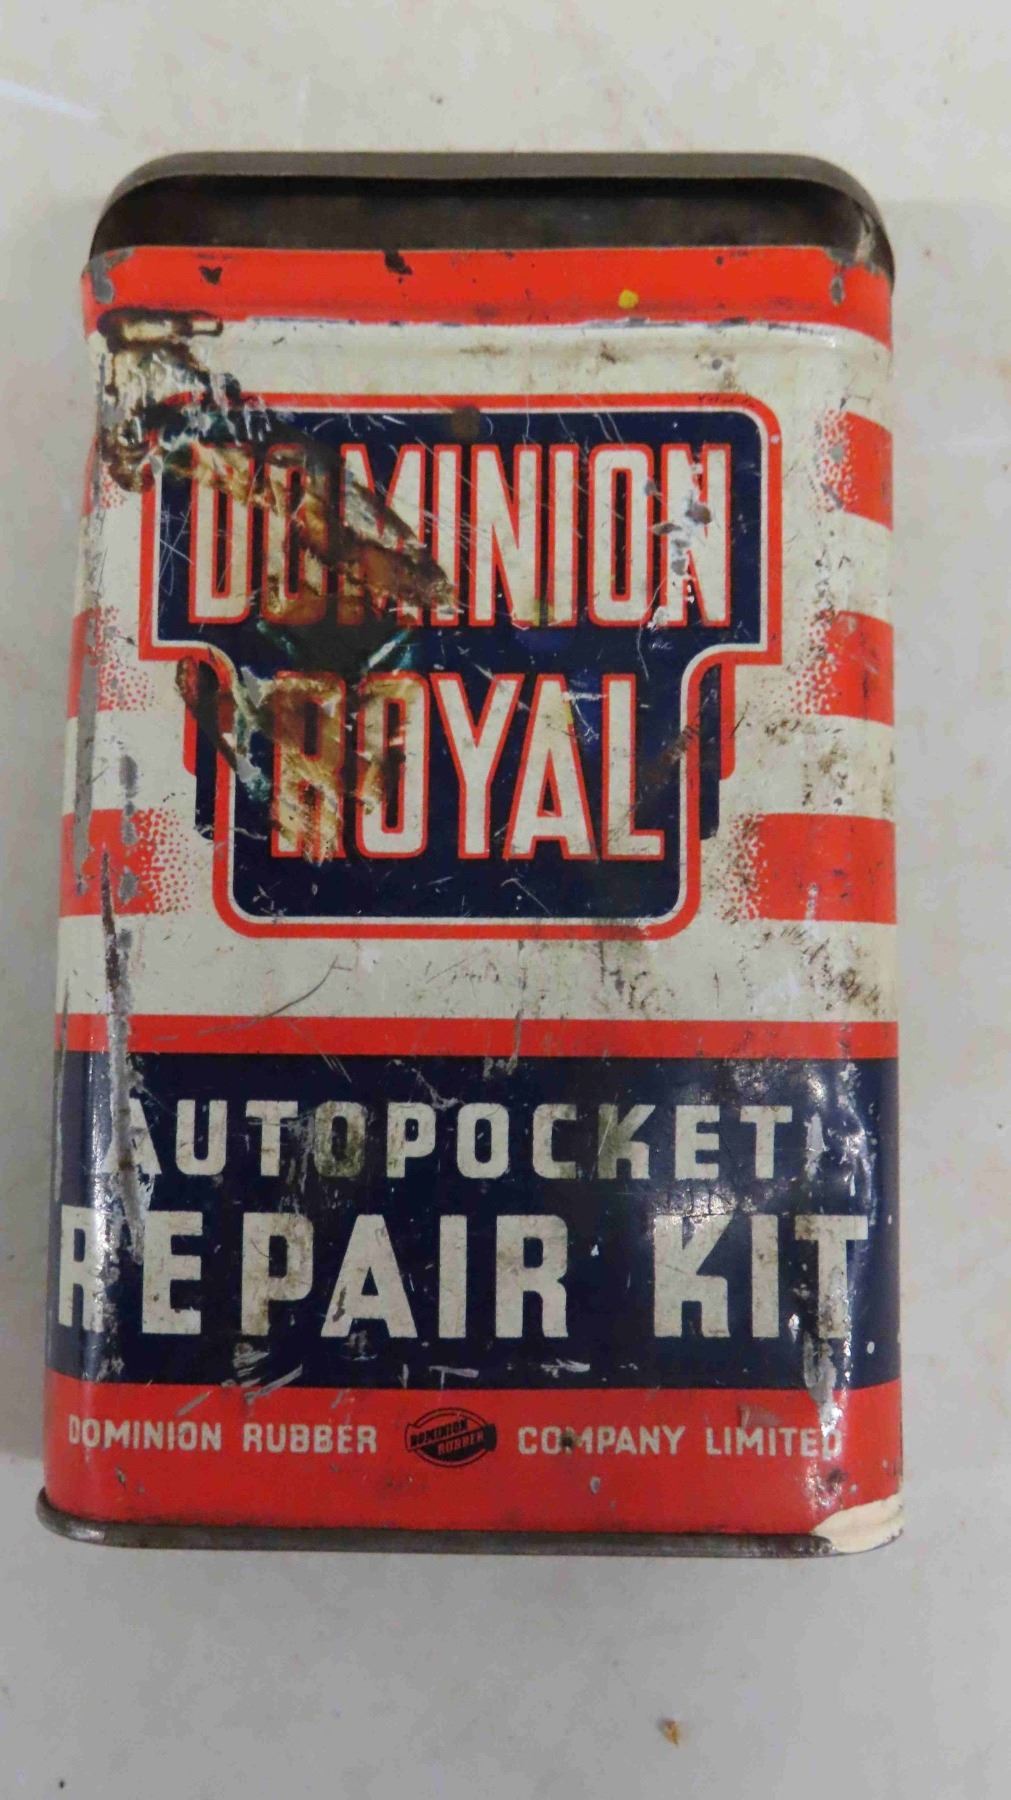 DOMINION
ROYAL
AUTOPOCKET
REPAIR KIT
DOMINION RUBBER DOMINION RUBBER COMPANY LIMITED